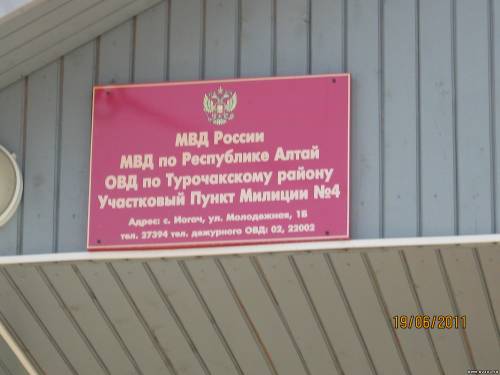 МВД России
МВД по Республике Алтай
ОВД по Турочакскому району
Участковый Пункт Милиции №4
Адрес: с. Иогач, ул. Молодежная, 1Б
тел. 27394 тел. дежурного ОВД: 02, 22002
19/06/2011